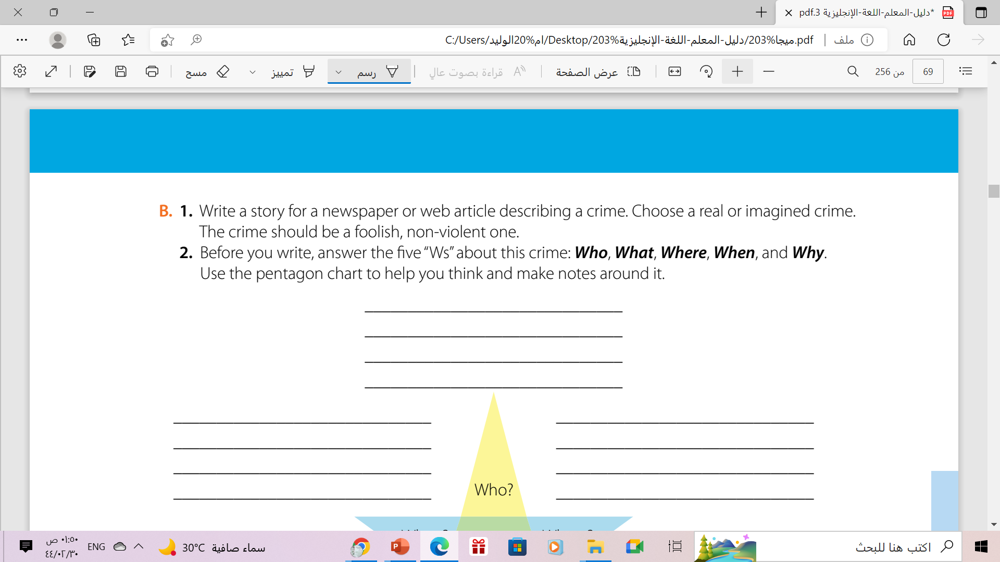 *دليل-المعلم-اللغة-الإنجليزية 3.pdf
ملف
C:/Users/ام%20الوليد/Desktop/ميجا%203/دليل-المعلم-اللغة-الإنجليزية%203.pdf
69
من 256
عرض الصفحة
قراءة بصوت عالٍ
رسم
تمييز
مسح
B. 1. Write a story for a newspaper or web article describing a crime. Choose a real or imagined crime.
The crime should be a foolish, non-violent one.
2. Before you write, answer the five “Ws” about this crime: Who, What, Where, When, and Why.
Use the pentagon chart to help you think and make notes around it.
Who?
اكتب هنا للبحث
30°C سماء صافية
ENG
٠١:٥٠ ص
٤٤/٠٢/٣٠